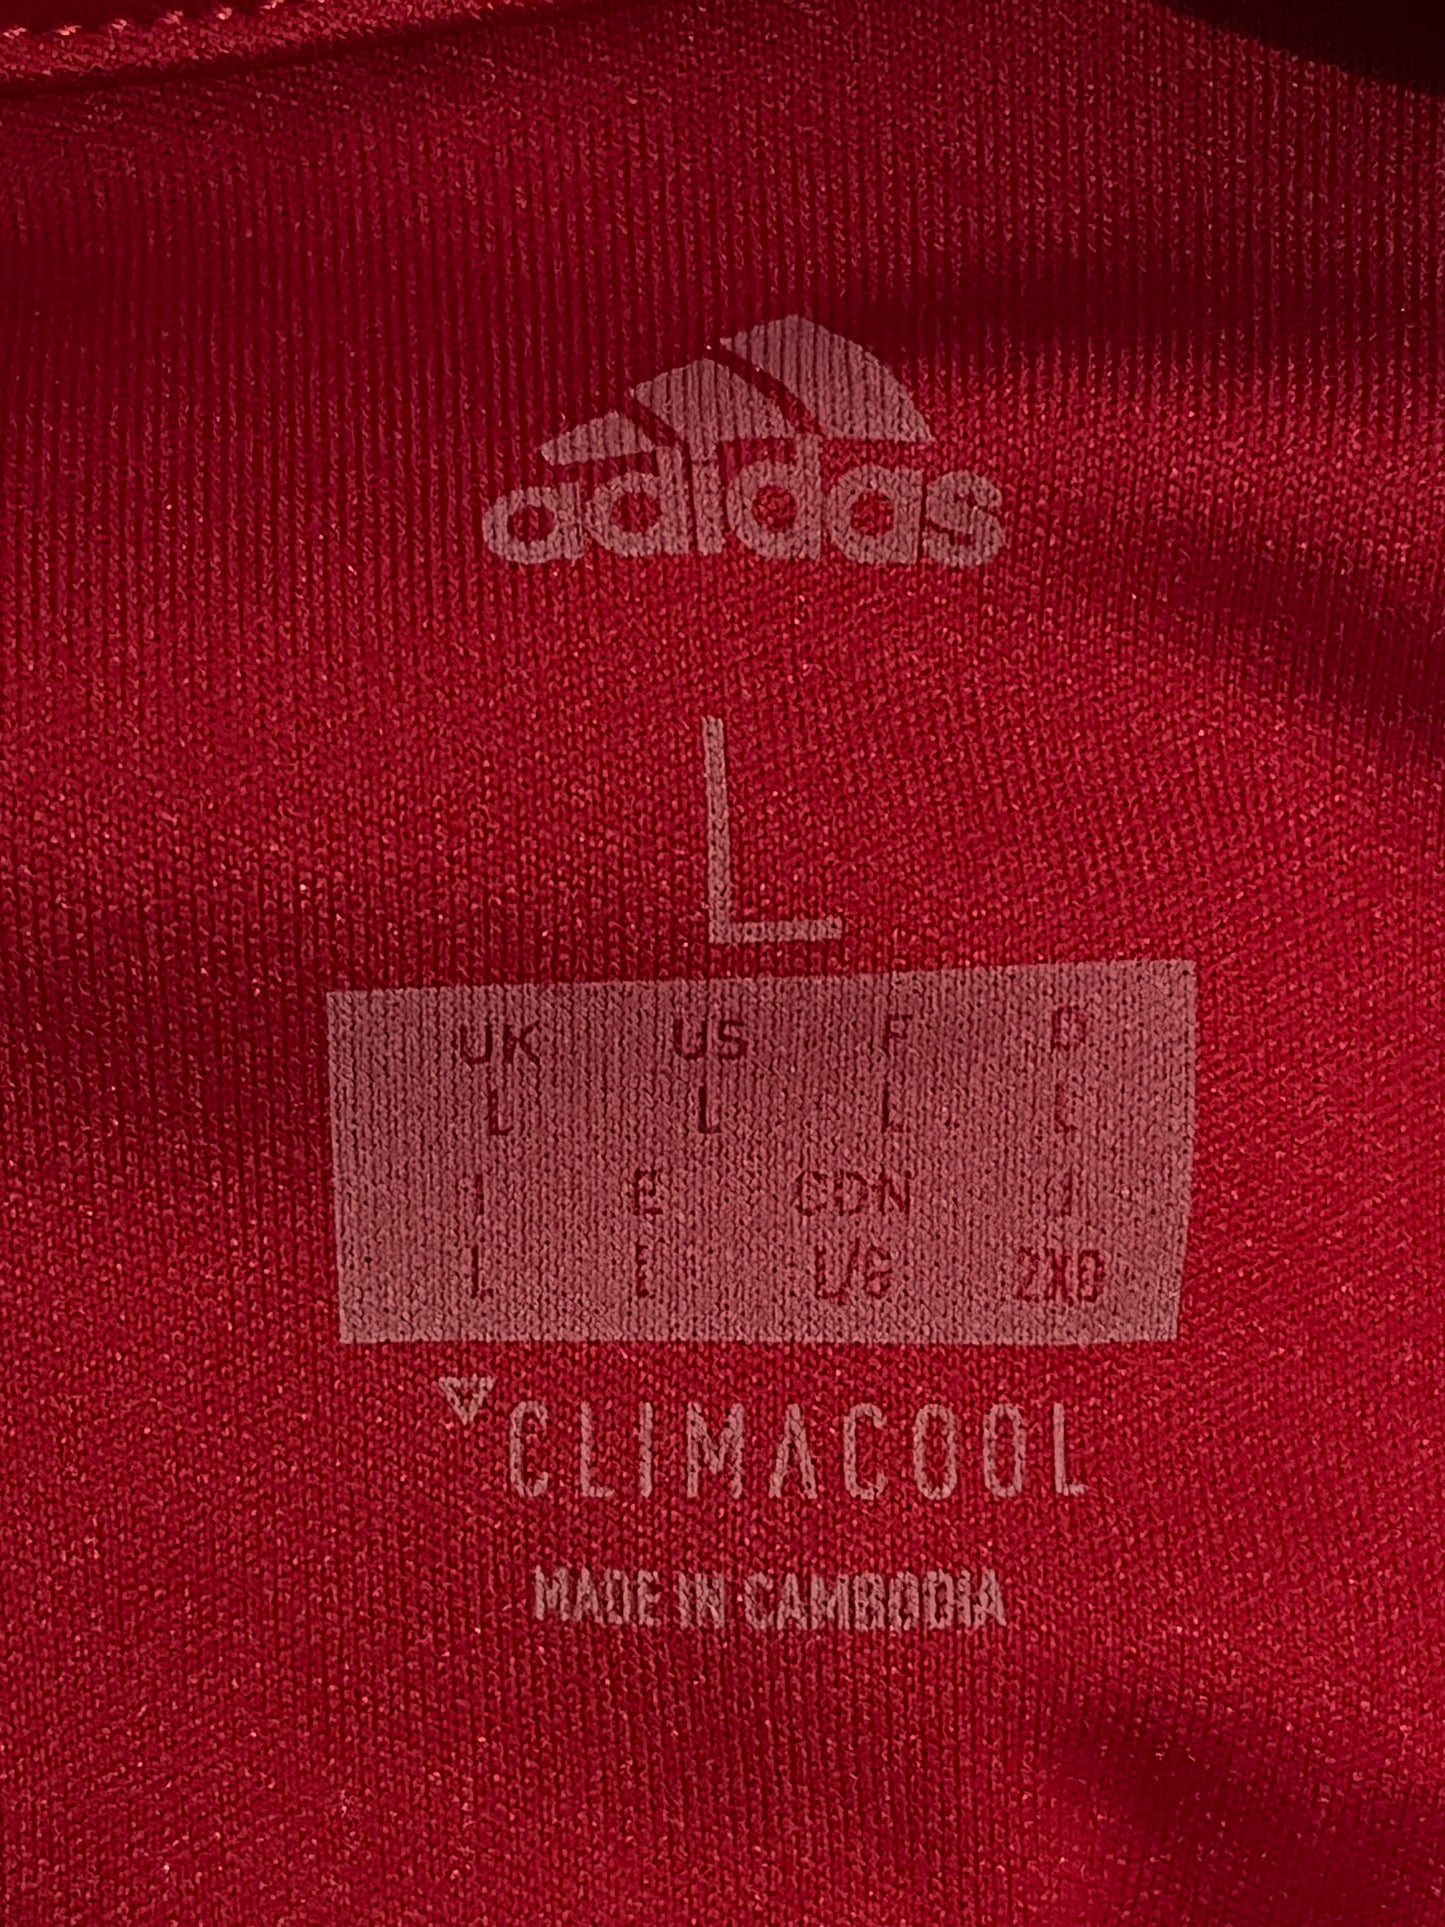 adidas
L
UK US F D
L L L L
I E CDN J
L L L/G 2XO
CLIMACOOL
MADE IN CAMBODIA